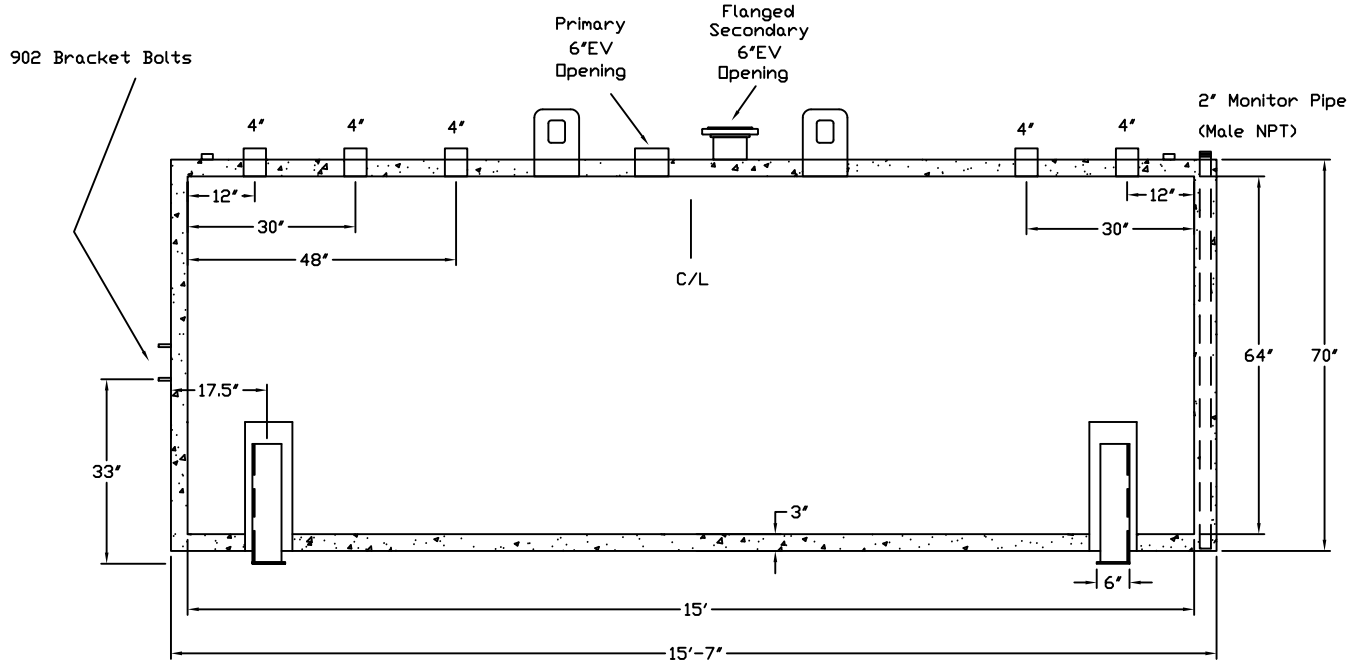 Primary
6"EV
Opening
Flanged
Secondary
6"EV
Opening
902 Bracket Bolts
2" Monitor Pipe
(Male NPT)
4"
4"
4"
4"
4"
12"
12"
30"
30"
48"
C/L
64"
70"
17.5"
33"
3"
6"
15'
15'-7"